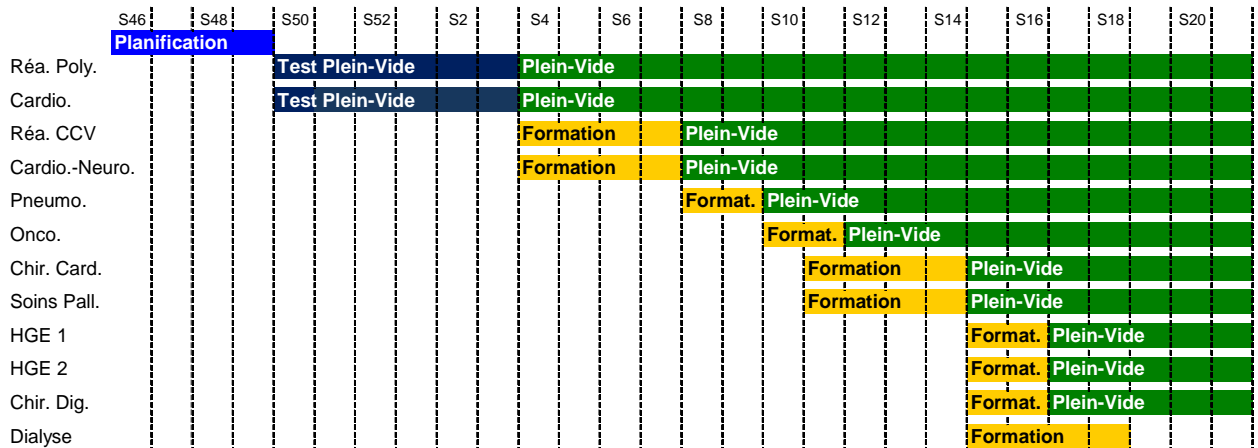 S46 S48 S50 S52 S2 S4 S6 S8 S10 S12 S14 S16 S18 S20
Planification
Réa. Poly. Test Plein-Vide Plein-Vide
Cardio. Test Plein-Vide Plein-Vide
Réa. CCV Formation Plein-Vide
Cardio.-Neuro. Formation Plein-Vide
Pneumo. Format. Plein-Vide
Onco. Format. Plein-Vide
Chir. Card. Formation Plein-Vide
Soins Pall. Formation Plein-Vide
HGE 1 Format. Plein-Vide
HGE 2 Format. Plein-Vide
Chir. Dig. Format. Plein-Vide
Dialyse Formation